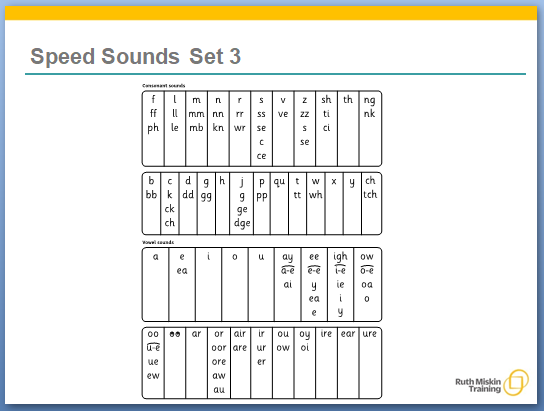 Speed Sounds Set 3
Consonant sounds
f l m n r s v z sh th ng
ff ll mm nn rr ss ve zz ti nk
ph le mb kn wr se s ci
c se
ce
b c d g h j p qu t w x y ch
bb k dd gg g pp tt wh tch
ck ge
ch dge
Vowel sounds
a e i o u ay ee igh ow
ea a-e e-e i-e o-e
ai y ie oa
ea i o
e y
oo oo ar or air ir ou oy ire ear ure
u-e oor are ur ow oi
ue ore er
ew aw
au
Ruth Miskin
Training